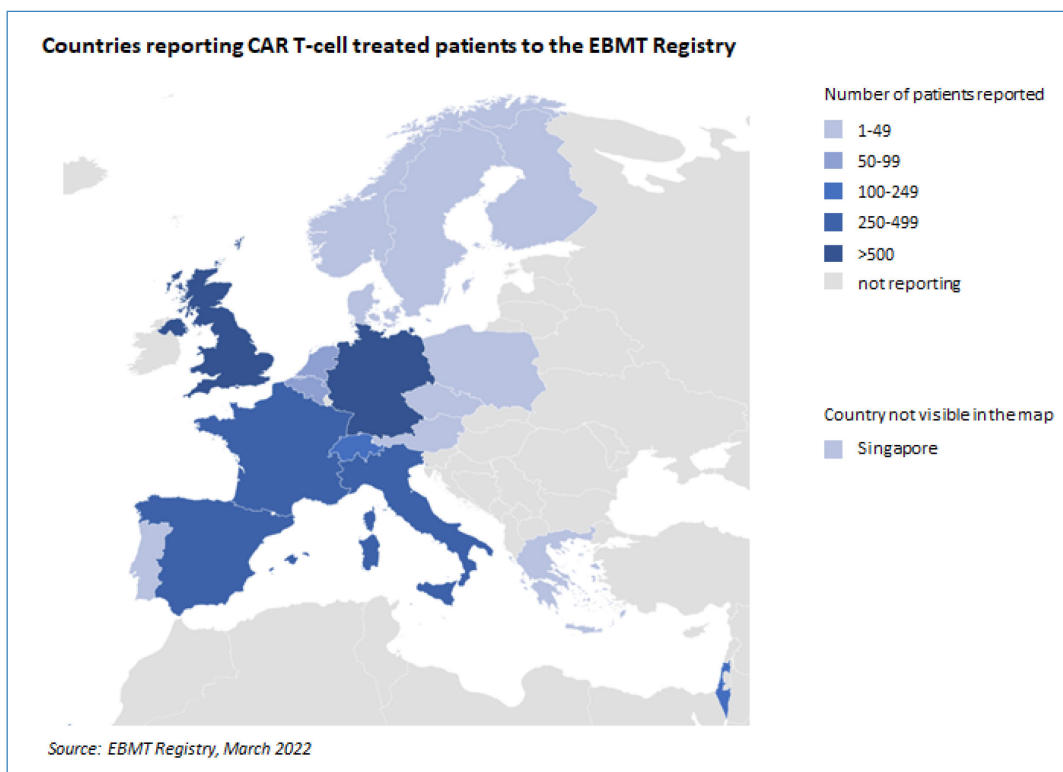 Countries reporting CAR T-cell treated patients to the EBMT Registry
Number of patients reported
1-49
50-99
100-249
250-499
>500
not reporting
Country not visible in the map
Singapore
Source: EBMT Registry, March 2022